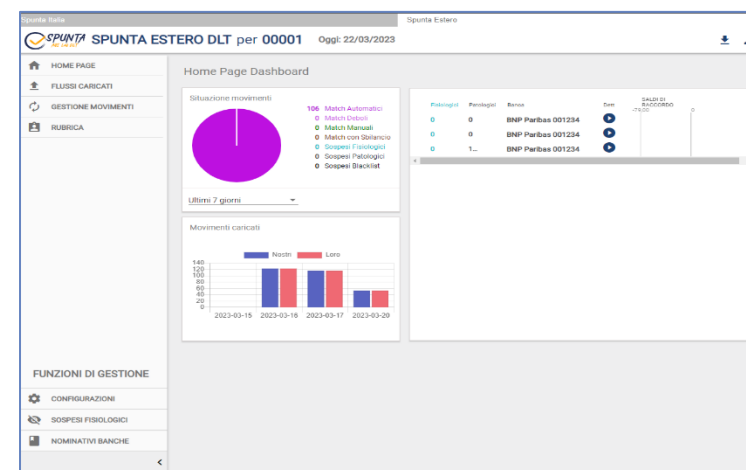 Spunta Italia
Spunta Estero
SPUNTA
SPUNTA ESTERO DLT per 00001
Oggi: 22/03/2023
HOME PAGE
FLUSSI CARICATI
GESTIONE MOVIMENTI
RUBRICA
Home Page Dashboard
Situazione movimenti
106 Match Automatici
0 Match Deboli
0 Match Manuali
0 Match con Sbilancio
0 Sospesi Fisiologici
0 Sospesi Patologici
0 Sospesi Blacklist
Ultimi 7 giorni
Fisiologici Patologici Banca Dett SALDI DI RACCORDO
0
0 0 BNP Paribas 001234
0 0 BNP Paribas 001234
0 1... BNP Paribas 001234
Movimenti caricati
Nostri Loro
140
120
100
80
60
40
20
0
2023-03-15 2023-03-16 2023-03-17 2023-03-20
FUNZIONI DI GESTIONE
CONFIGURAZIONI
SOSPESI FISIOLOGICI
NOMINATIVI BANCHE